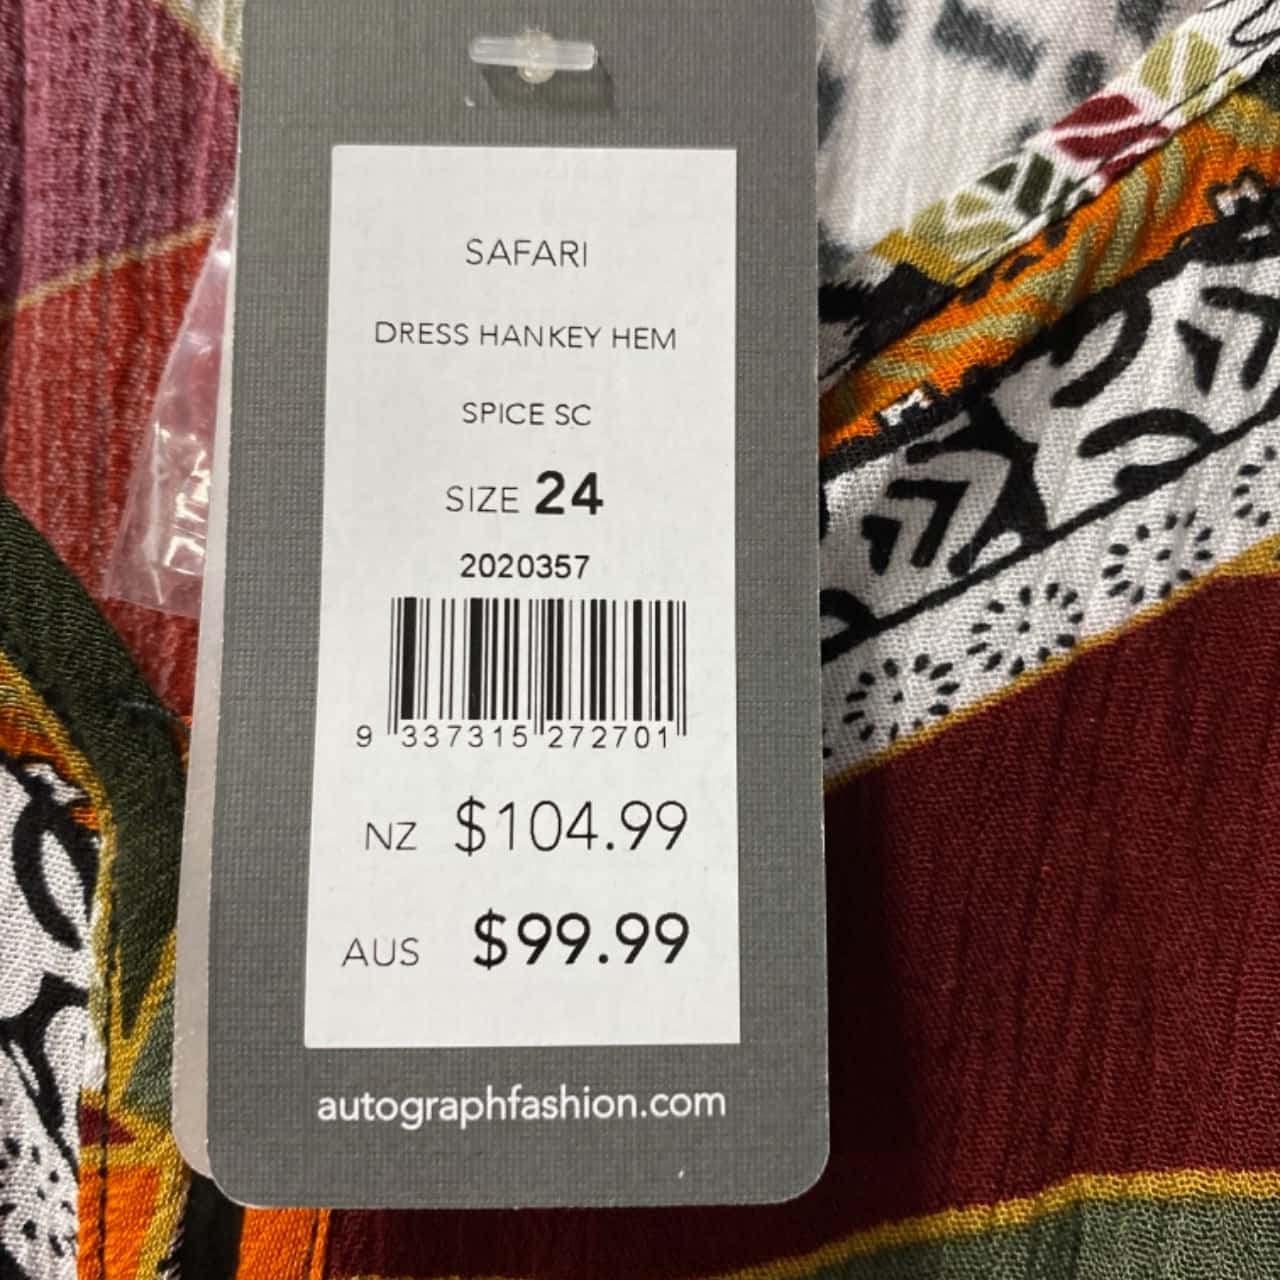 SAFARI
DRESS HANKEY HEM
SPICE SC
SIZE 24
2020357
9 337315 272701
NZ $104.99
AUS $99.99
autographfashion.com